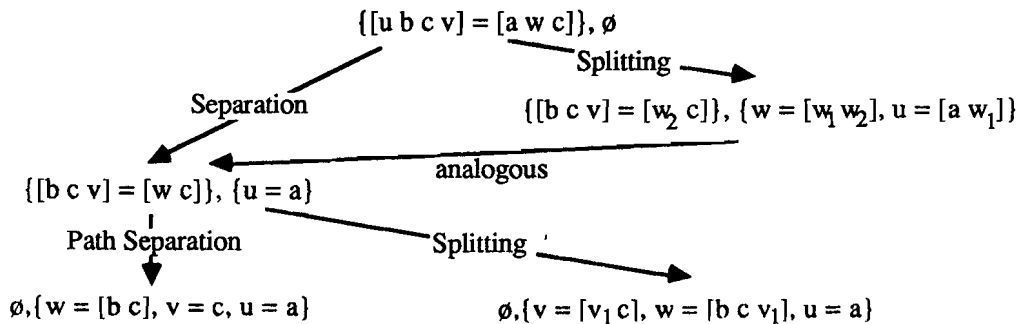 {[u b c v] = [a w c]}, ø
Splitting
Separation
{[b c v] = [w₂ c]}, {w = [w₁ w₂], u = [a w₁]}
analogous
{[b c v] = [w c]}, {u = a}
Path Separation
Splitting
ø,{w = [b c], v = c, u = a}
ø,{v = [v₁ c], w = [b c v₁], u = a}